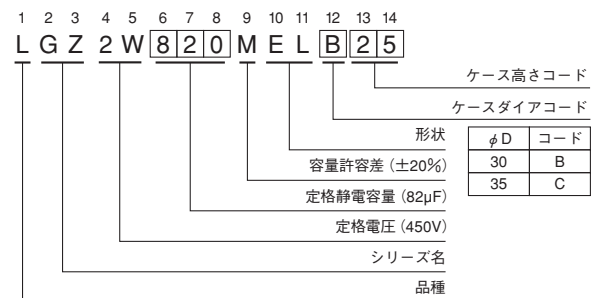 1 2 3 4 5 6 7 8 9 10 11 12 13 14
L G Z 2 W 8 2 0 M E L B 2 5
ケース高さコード
ケースダイアコード
形状
容量許容差 (±20%)
定格静電容量 (82µF)
定格電圧 (450V)
シリーズ名
品種
φD コード
30 B
35 C